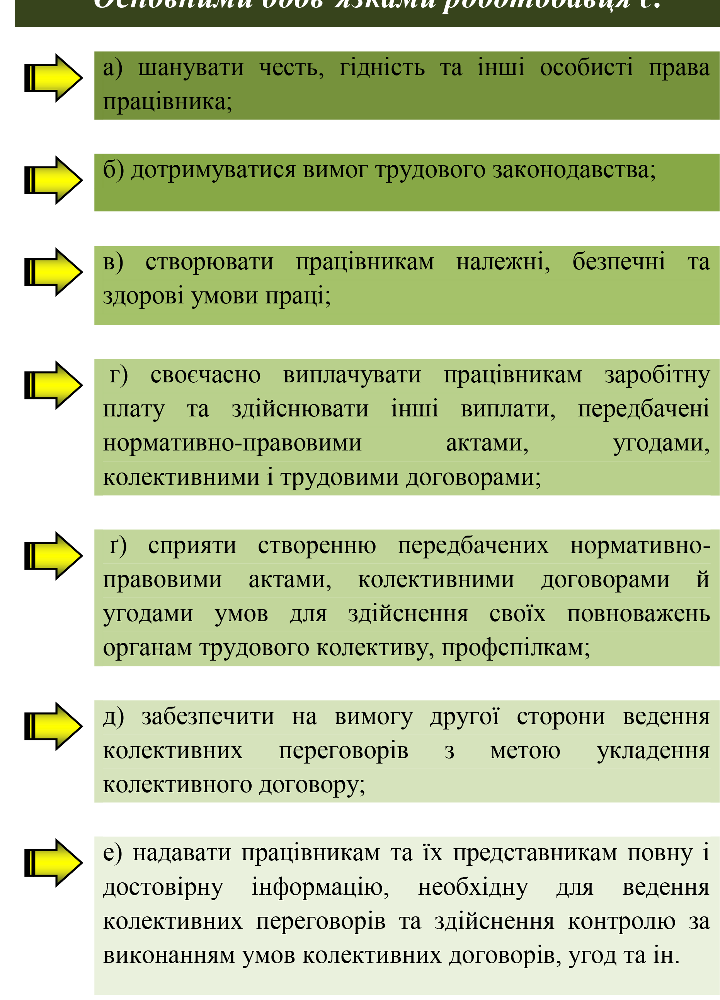 Основними обов'язками роботодавця є:
а) шанувати честь, гідність та інші особисті права
працівника;
б) дотримуватися вимог трудового законодавства;
в) створювати працівникам належні, безпечні та
здорові умови праці;
г) своєчасно виплачувати працівникам заробітну
плату та здійснювати інші виплати, передбачені
нормативно-правовими актами, угодами,
колективними і трудовими договорами;
ґ) сприяти створенню передбачених нормативно-
правовими актами, колективними договорами й
угодами умов для здійснення своїх повноважень
органам трудового колективу, профспілкам;
д) забезпечити на вимогу другої сторони ведення
колективних переговорів з метою укладення
колективного договору;
е) надавати працівникам та їх представникам повну і
достовірну інформацію, необхідну для ведення
колективних переговорів та здійснення контролю за
виконанням умов колективних договорів, угод та ін.